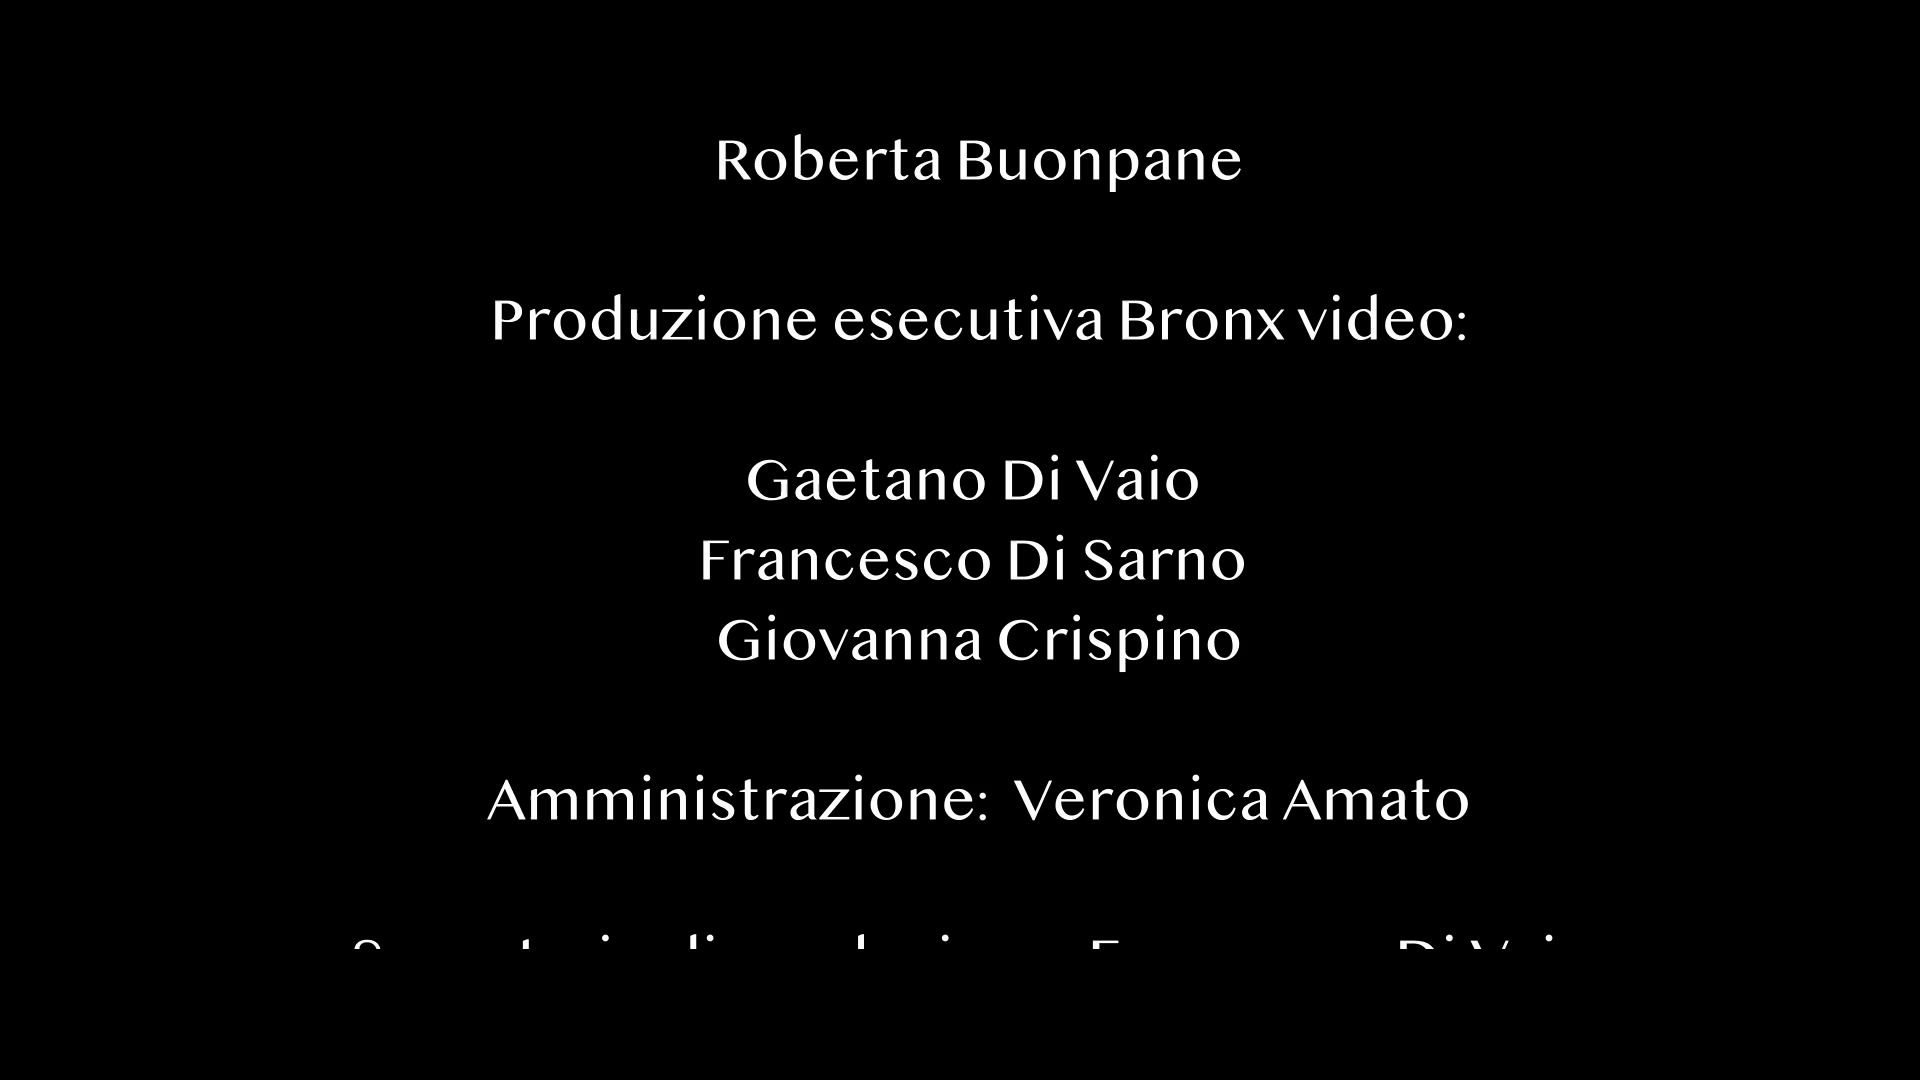 Roberta Buonpane
Produzione esecutiva Bronx video:
Gaetano Di Vaio
Francesco Di Sarno
Giovanna Crispino
Amministrazione: Veronica Amato